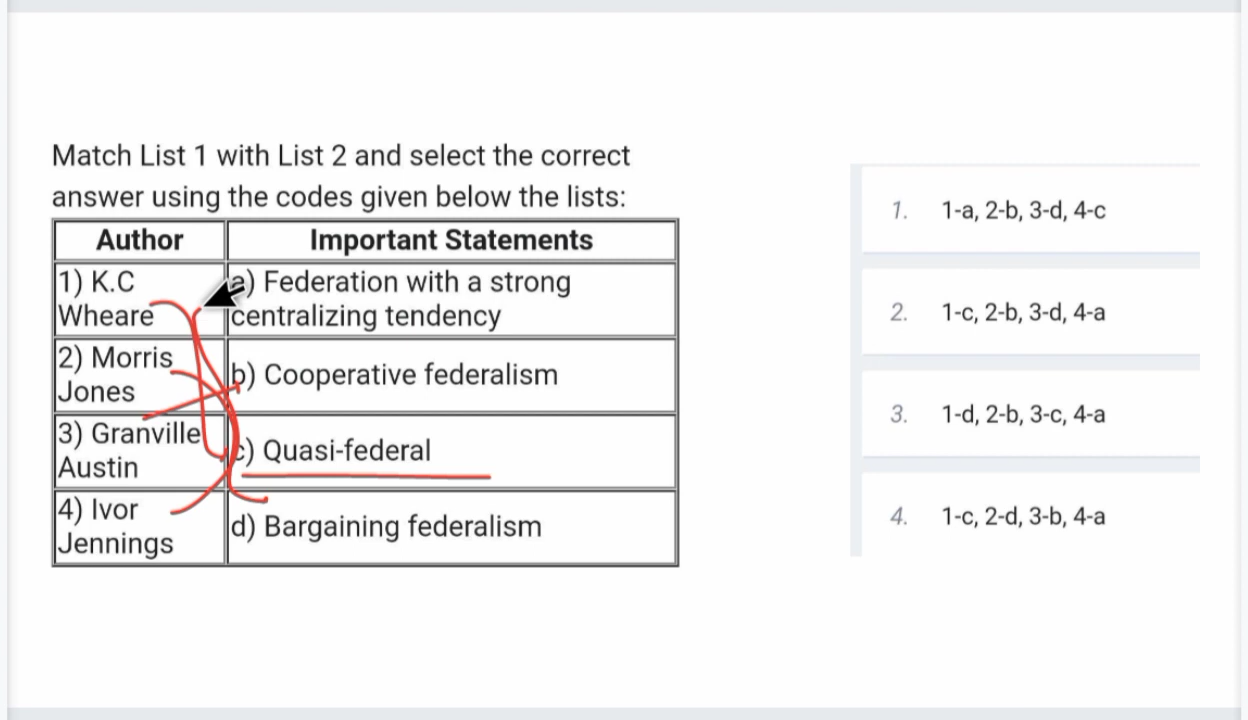 Match List 1 with List 2 and select the correct
answer using the codes given below the lists:
Author Important Statements
1) K.C
Wheare
a) Federation with a strong
centralizing tendency
2) Morris
Jones
b) Cooperative federalism
3) Granville
Austin
c) Quasi-federal
4) Ivor
Jennings
d) Bargaining federalism
1. 1-a, 2-b, 3-d, 4-c
2. 1-c, 2-b, 3-d, 4-a
3. 1-d, 2-b, 3-c, 4-a
4. 1-c, 2-d, 3-b, 4-a